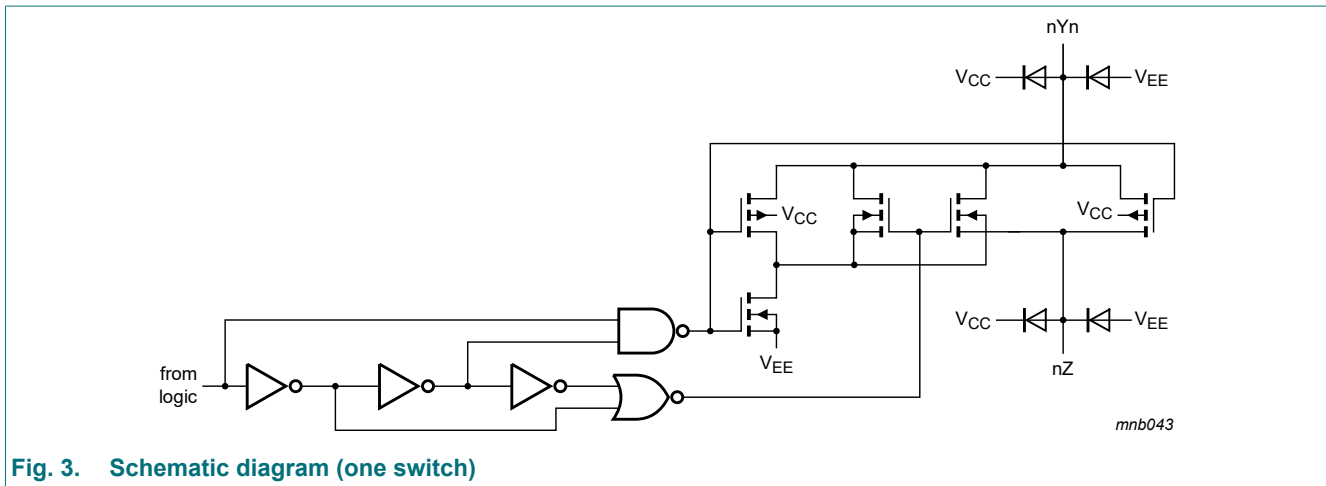 nYn
VCC
VEE
VCC
VCC
VCC
VEE
VEE
nZ
from
logic
mnb043
Fig. 3. Schematic diagram (one switch)